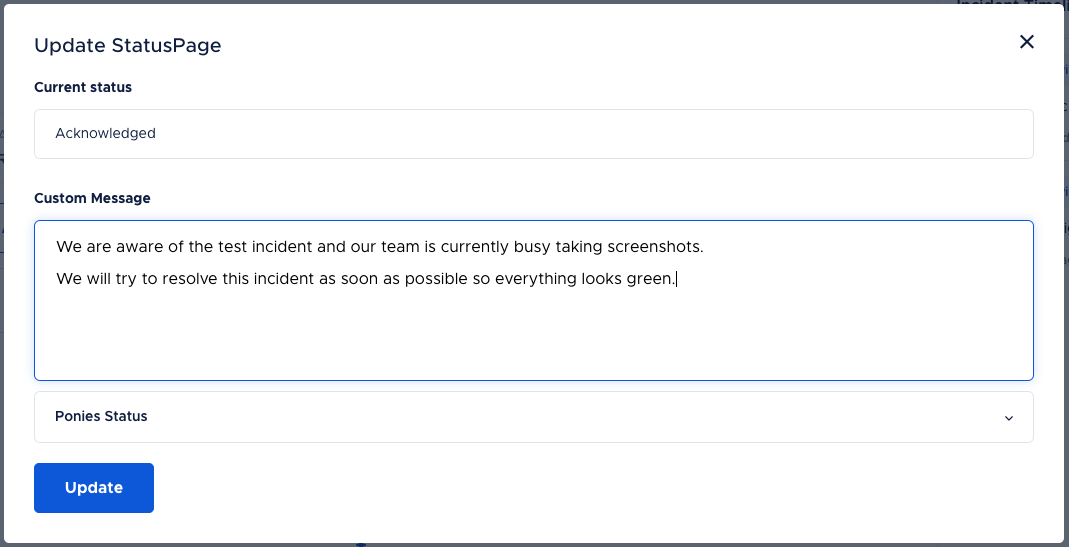 Update StatusPage
Current status
Acknowledged
Custom Message
We are aware of the test incident and our team is currently busy taking screenshots.
We will try to resolve this incident as soon as possible so everything looks green.
Ponies Status
Update